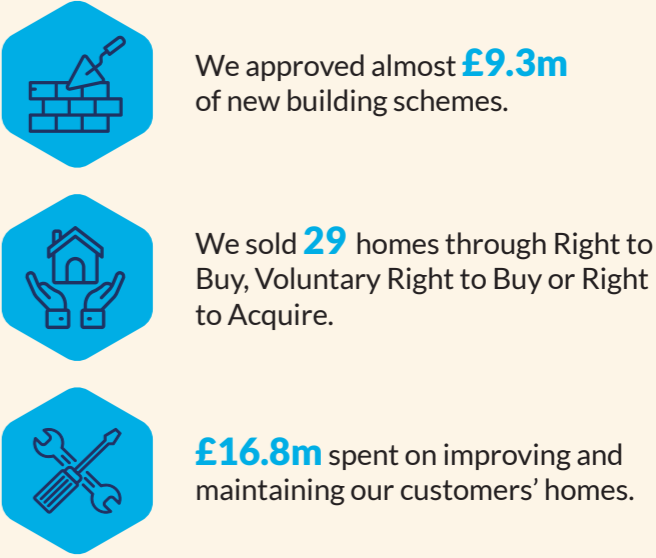 We approved almost £9.3m
of new building schemes.
We sold 29 homes through Right to
Buy, Voluntary Right to Buy or Right
to Acquire.
£16.8m spent on improving and
maintaining our customers’ homes.